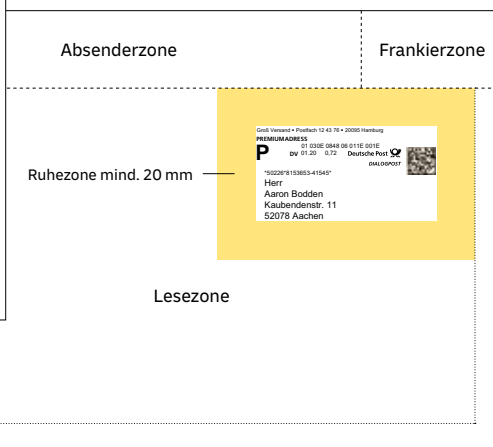 Absenderzone
Frankierzone
Groß Versand • Postfach 12 43 76 • 20095 Hamburg
PREMIUMADRESS
P
01 030E 0848 06 011E 001E
DV 01.20 0,72 Deutsche Post
DIALOGPOST
*50226*8153653-41545*
Herr
Aaron Bodden
Kaubendenstr. 11
52078 Aachen
Ruhezone mind. 20 mm
Lesezone